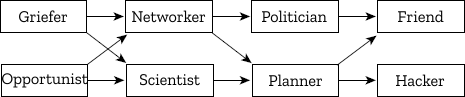 Griefer
Networker
Politician
Friend
Opportunist
Scientist
Planner
Hacker